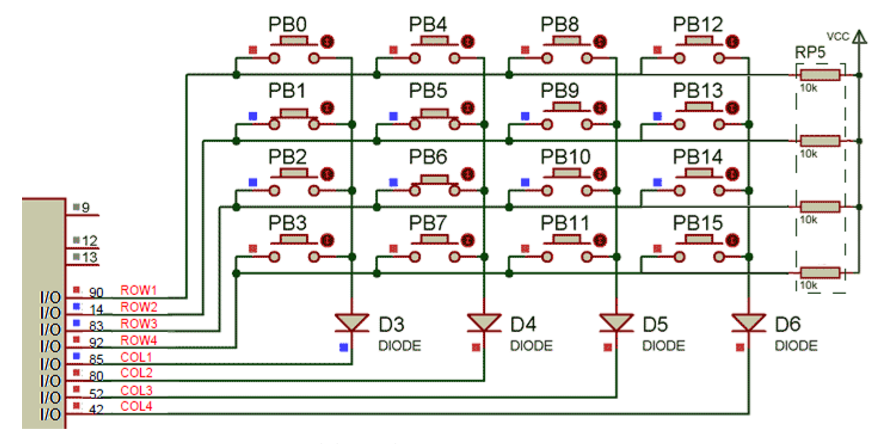 PB0 PB4 PB8 PB12
VCC
RP5
10k
PB1 PB5 PB9 PB13
10k
PB2 PB6 PB10 PB14
9
10k
PB3 PB7 PB11 PB15
12
13
10k
I/O 90 ROW1
I/O 14 ROW2
I/O 83 ROW3
I/O 92 ROW4
I/O 85 COL1
I/O 80 COL2
I/O 52 COL3
I/O 42 COL4
D3 D4 D5 D6
DIODE DIODE DIODE DIODE